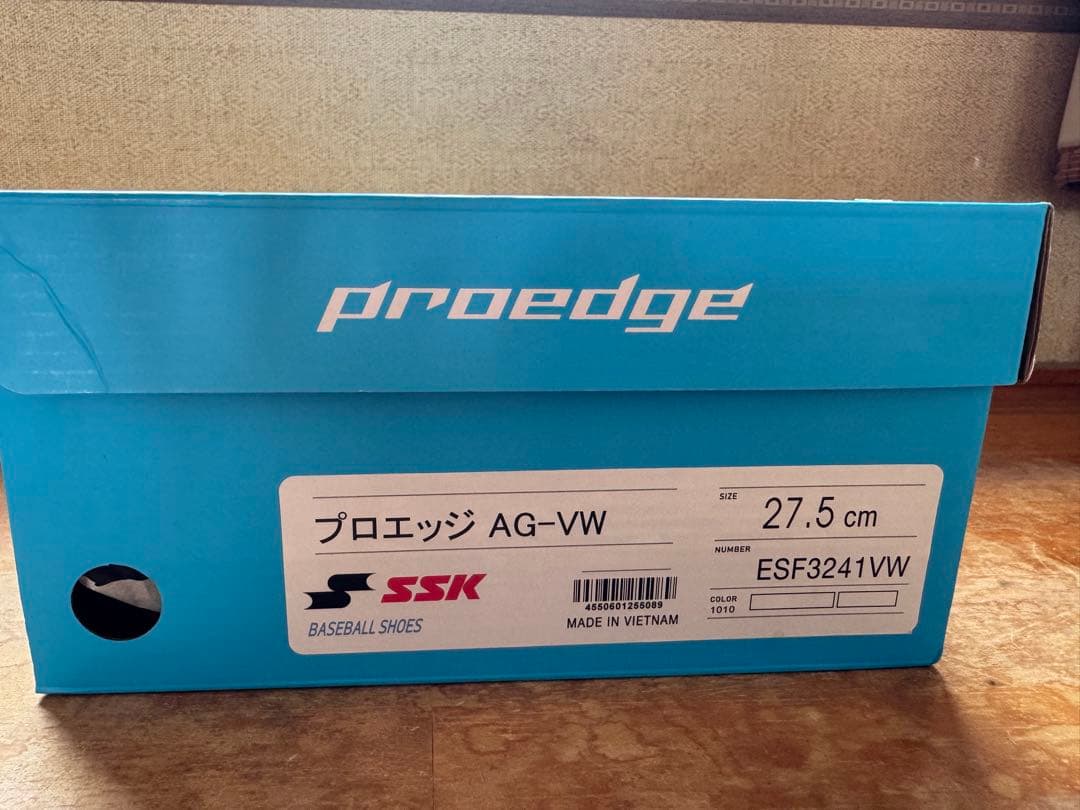 proedge
プロエッジ AG-VW
SSK
BASEBALL SHOES
4550601255089
MADE IN VIETNAM
SIZE
27.5 cm
NUMBER
ESF3241VW
COLOR
1010